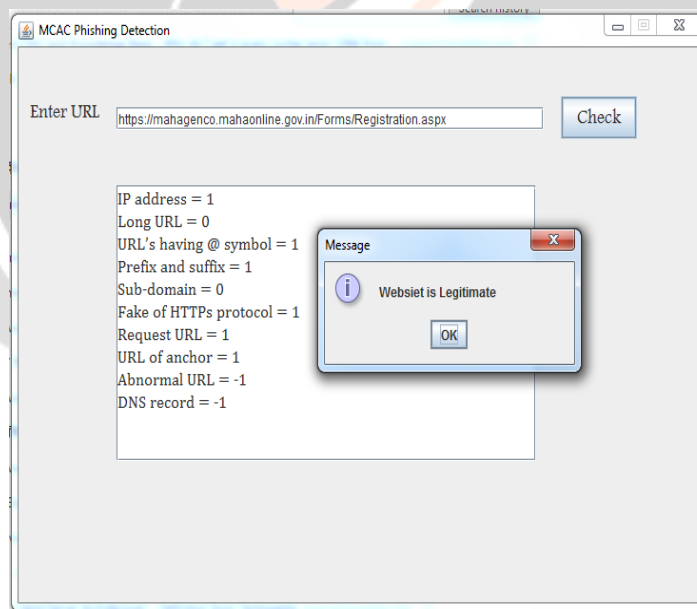 Search history
MCAC Phishing Detection
Enter URL
https://mahagenco.mahaonline.gov.in/Forms/Registration.aspx
Check
IP address = 1
Long URL = 0
URL's having @ symbol = 1
Prefix and suffix = 1
Sub-domain = 0
Fake of HTTPs protocol = 1
Request URL = 1
URL of anchor = 1
Abnormal URL = -1
DNS record = -1
Message
Websiet is Legitimate
OK